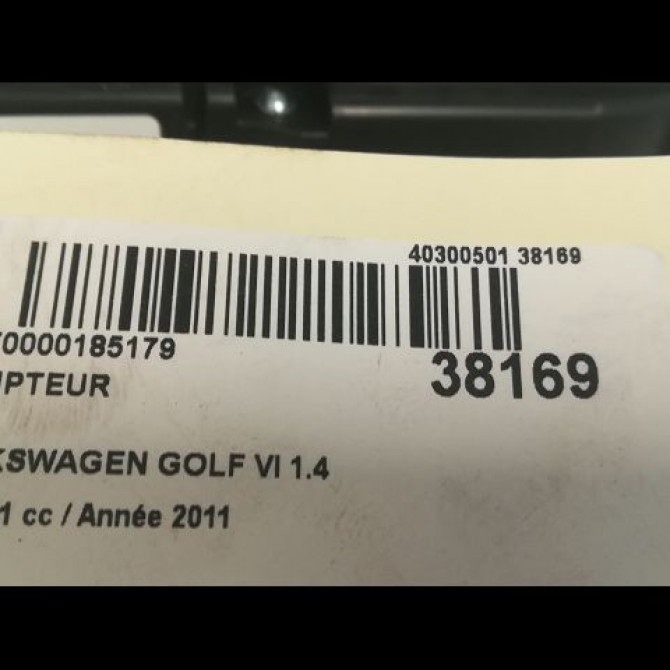 40300501 38169
0000185179
38169
PTEUR
SWAGEN GOLF VI 1.4
1 cc / Année 2011